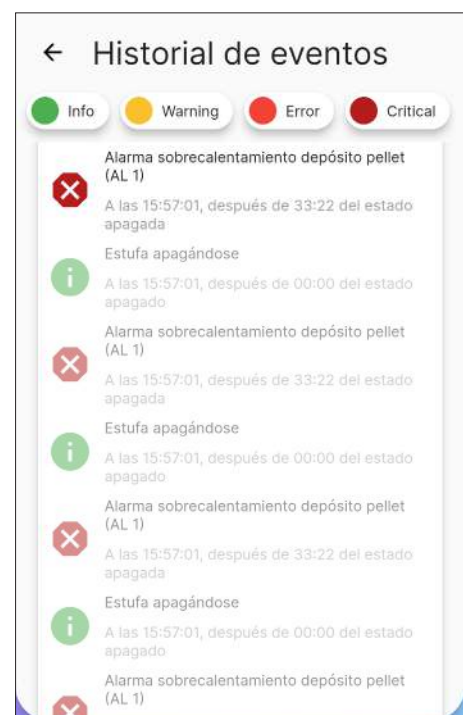 Historial de eventos
Info
Warning
Error
Critical
Alarma sobrecalentamiento depósito pellet
(AL 1)
A las 15:57:01, después de 33:22 del estado
apagada
Estufa apagándose
A las 15:57:01, después de 00:00 del estado
apagado
Alarma sobrecalentamiento depósito pellet
(AL 1)
A las 15:57:01, después de 33:22 del estado
apagada
Estufa apagándose
A las 15:57:01, después de 00:00 del estado
apagado
Alarma sobrecalentamiento depósito pellet
(AL 1)
A las 15:57:01, después de 33:22 del estado
apagada
Estufa apagándose
A las 15:57:01, después de 00:00 del estado
apagado
Alarma sobrecalentamiento depósito pellet
(AL 1)